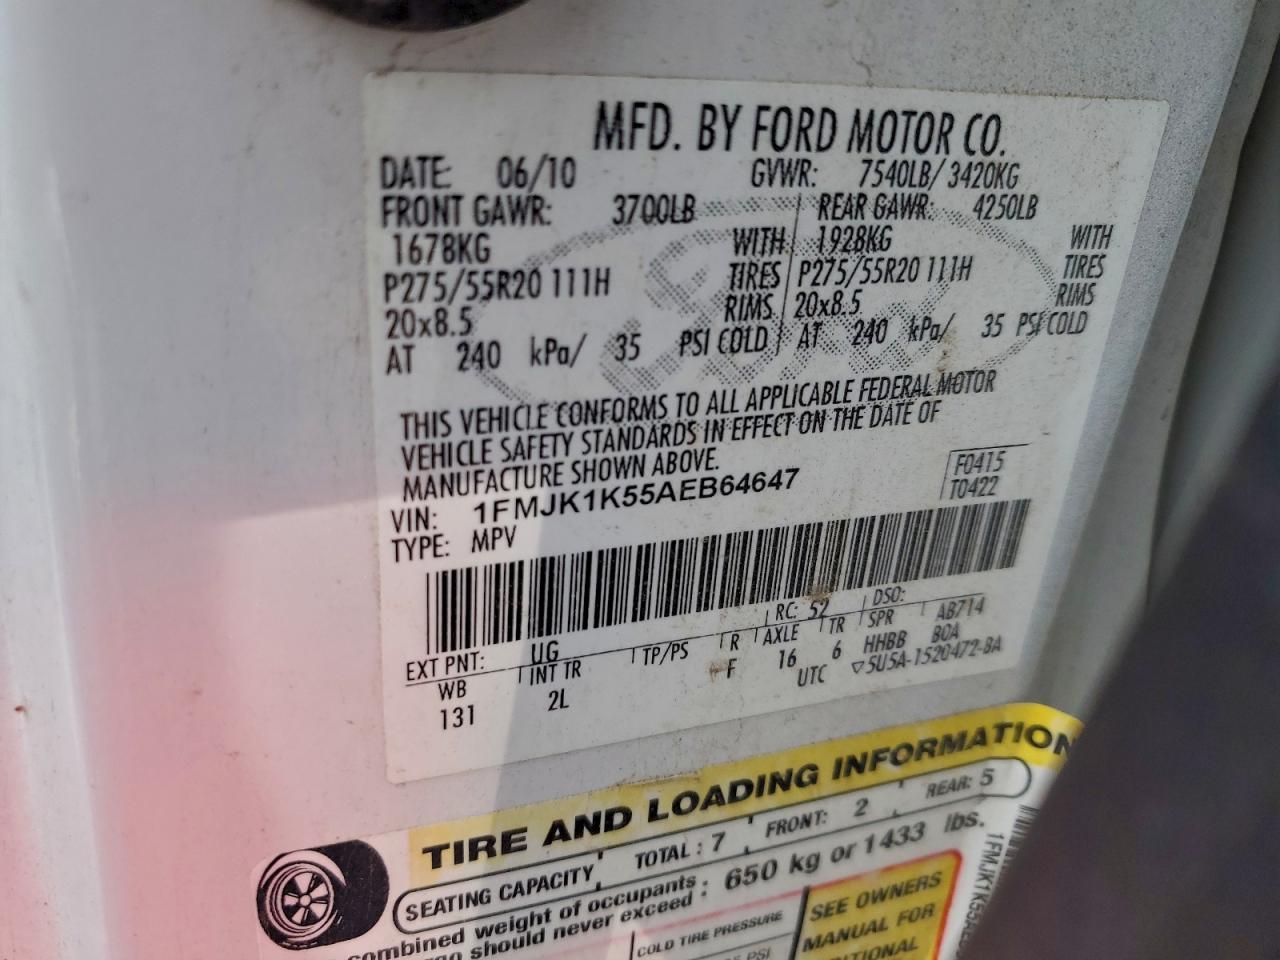 MFD. BY FORD MOTOR CO.
DATE: 06/10 GVWR: 7540LB/ 3420KG
FRONT GAWR: 3700LB REAR GAWR: 4250LB
1678KG WITH 1928KG WITH
P275/55R20 111H TIRES P275/55R20 111H TIRES
20x8.5 RIMS 20x8.5 RIMS
AT 240 kPa/ 35 PSI COLD AT 240 kPa/ 35 PSI COLD
THIS VEHICLE CONFORMS TO ALL APPLICABLE FEDERAL MOTOR
VEHICLE SAFETY STANDARDS IN EFFECT ON THE DATE OF
MANUFACTURE SHOWN ABOVE.
F0415
VIN: 1FMJK1K55AEB64647 T0422
TYPE: MPV
EXT PNT: UG RC: 52 DSO:
WB INT TR TP/PS R AXLE TR SPR AB714
131 2L F 16 6 HHBB BOA
UTC ▽5U5A-1520472-BA
TIRE AND LOADING INFORMATION
SEATING CAPACITY TOTAL: 7 FRONT: 2 REAR: 5
combined weight of occupants : 650 kg or 1433 lbs.
should never exceed :
COLD TIRE PRESSURE
PSI
SEE OWNERS
MANUAL FOR